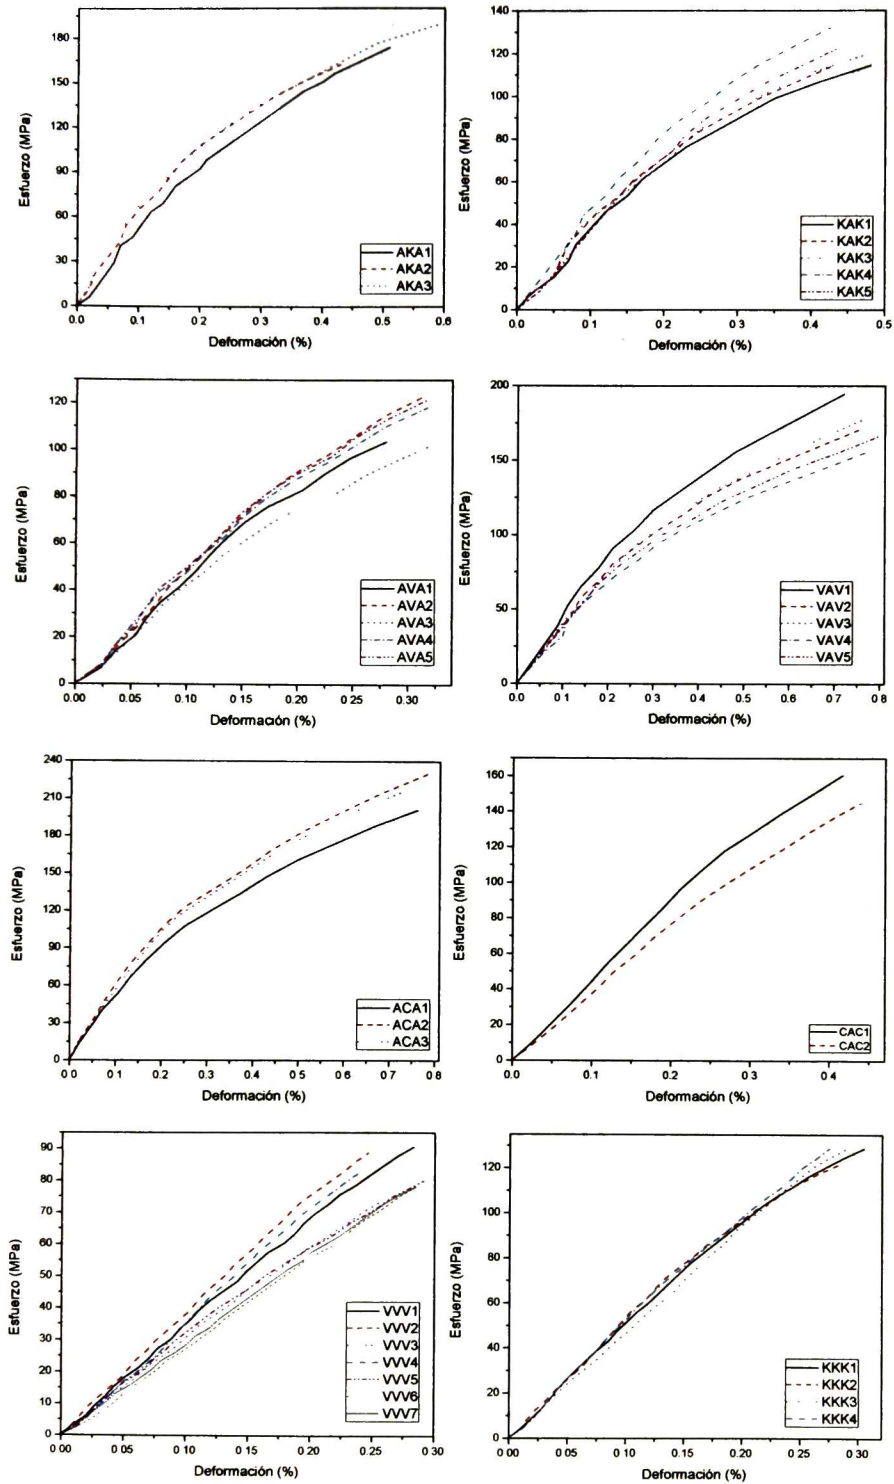 Esfuerzo (MPa)
180
150
120
90
60
30
0
AKA1
AKA2
AKA3
0.0 0.1 0.2 0.3 0.4 0.5 0.6
Deformación (%)
Esfuerzo (MPa)
140
120
100
80
60
40
20
0
KAK1
KAK2
KAK3
KAK4
KAK5
0.0 0.1 0.2 0.3 0.4 0.5
Deformación (%)
Esfuerzo (MPa)
120
100
80
60
40
20
0
AVA1
AVA2
AVA3
AVA4
AVA5
0.00 0.05 0.10 0.15 0.20 0.25 0.30
Deformación (%)
Esfuerzo (MPa)
200
150
100
50
0
VAV1
VAV2
VAV3
VAV4
VAV5
0.0 0.1 0.2 0.3 0.4 0.5 0.6 0.7 0.8
Deformación (%)
Esfuerzo (MPa)
240
210
180
150
120
90
60
30
0
ACA1
ACA2
ACA3
0.0 0.1 0.2 0.3 0.4 0.5 0.6 0.7 0.8
Deformación (%)
Esfuerzo (MPa)
160
140
120
100
80
60
40
20
0
CAC1
CAC2
0.0 0.1 0.2 0.3 0.4
Deformación (%)
Esfuerzo (MPa)
90
80
70
60
50
40
30
20
10
0
VVV1
VVV2
VVV3
VVV4
VVV5
VVV6
VVV7
0.00 0.05 0.10 0.15 0.20 0.25 0.30
Deformación (%)
Esfuerzo (MPa)
120
100
80
60
40
20
0
KKK1
KKK2
KKK3
KKK4
0.00 0.05 0.10 0.15 0.20 0.25 0.30
Deformación (%)